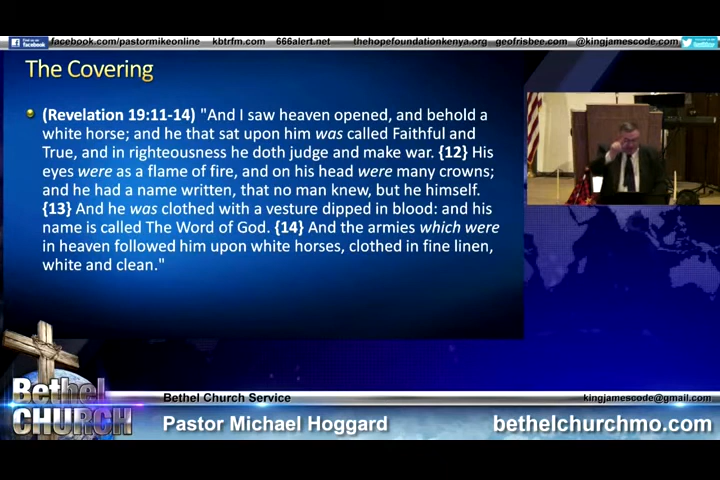 Find us on facebook
facebook.com/pastormikeonline kbtrfm.com 666alert.net thehopefoundationkenya.org geofrisbee.com @kingjamescode.com twitter
The Covering
(Revelation 19:11-14) "And I saw heaven opened, and behold a
white horse; and he that sat upon him was called Faithful and
True, and in righteousness he doth judge and make war. {12} His
eyes were as a flame of fire, and on his head were many crowns;
and he had a name written, that no man knew, but he himself.
{13} And he was clothed with a vesture dipped in blood: and his
name is called The Word of God. {14} And the armies which were
in heaven followed him upon white horses, clothed in fine linen,
white and clean."
Bethel
CHURCH
Bethel Church Service kingjamescode@gmail.com
Pastor Michael Hoggard bethelchurchmo.com